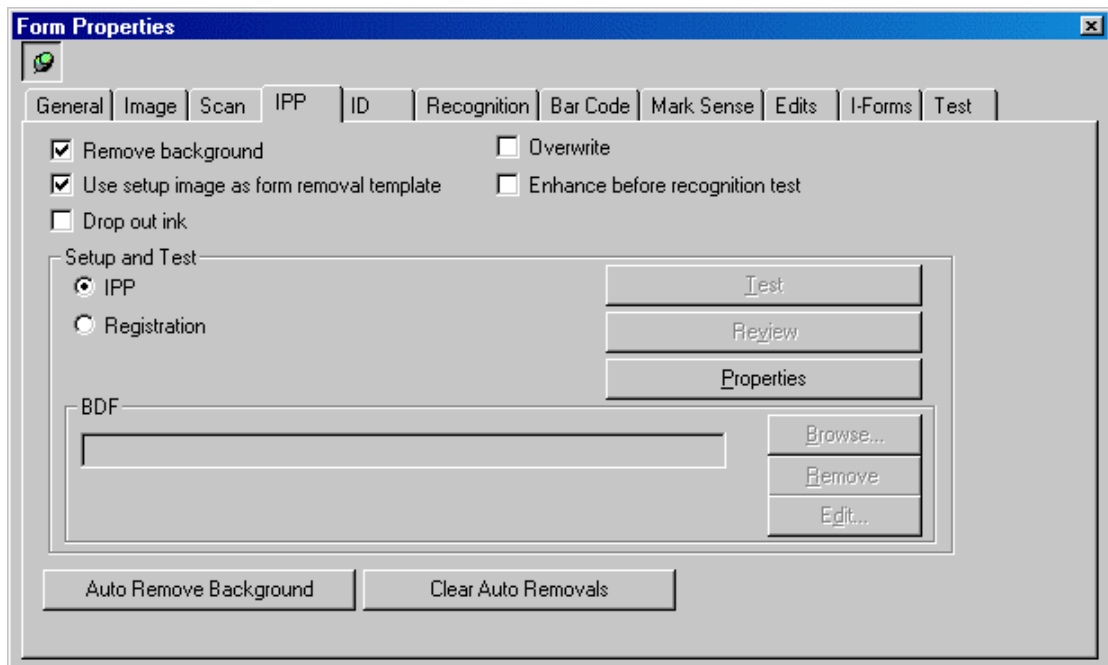 Form Properties
General Image Scan IPP ID Recognition Bar Code Mark Sense Edits I-Forms Test
Remove background Overwrite
Use setup image as form removal template Enhance before recognition test
Drop out ink
Setup and Test
IPP Test
Registration Review
Properties
BDF
Browse...
Remove
Edit...
Auto Remove Background Clear Auto Removals